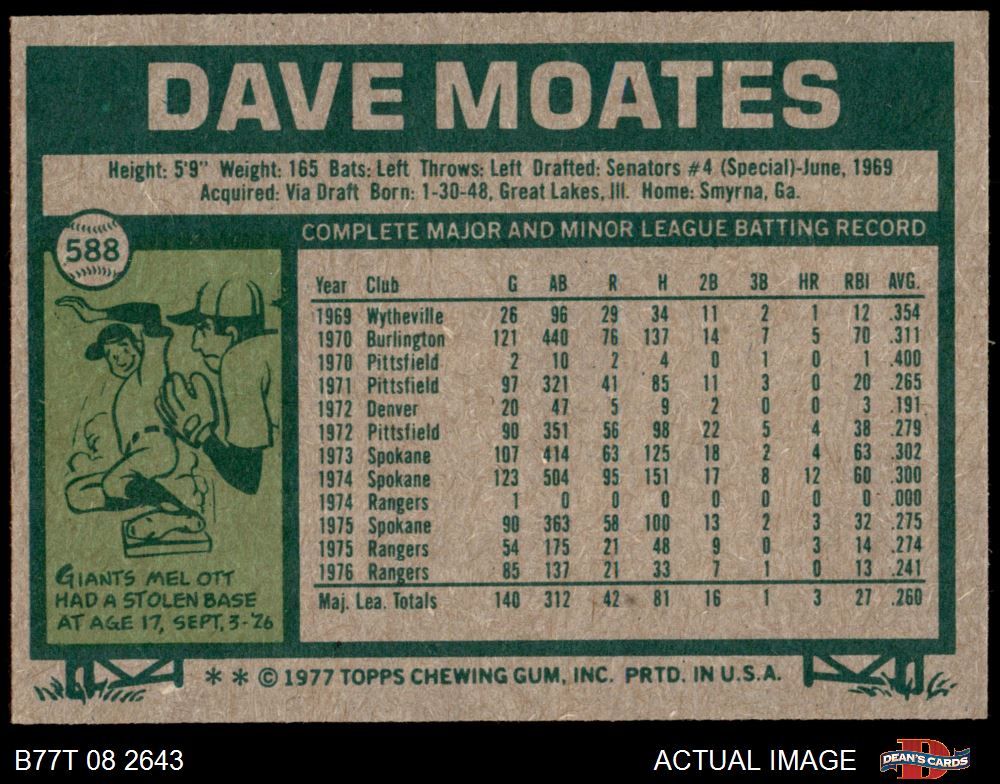 DAVE MOATES
Height: 5'9" Weight: 165 Bats: Left Throws: Left Drafted: Senators #4 (Special)-June, 1969
Acquired: Via Draft Born: 1-30-48, Great Lakes, Ill. Home: Smyrna, Ga.
588
COMPLETE MAJOR AND MINOR LEAGUE BATTING RECORD
Year Club G AB R H 2B 3B HR RBI AVG.
1969 Wytheville 26 96 29 34 11 2 1 12 .354
1970 Burlington 121 440 76 137 14 7 5 70 .311
1970 Pittsfield 2 10 2 4 0 1 0 1 .400
1971 Pittsfield 97 321 41 85 11 3 0 20 .265
1972 Denver 20 47 5 9 2 0 0 3 .191
1972 Pittsfield 90 351 56 98 22 5 4 38 .279
1973 Spokane 107 414 63 125 18 2 4 63 .302
1974 Spokane 123 504 95 151 17 8 12 60 .300
1974 Rangers 1 0 0 0 0 0 0 0 .000
1975 Spokane 90 363 58 100 13 2 3 32 .275
1975 Rangers 54 175 21 48 9 0 3 14 .274
1976 Rangers 85 137 21 33 7 1 0 13 .241
Maj. Lea. Totals 140 312 42 81 16 1 3 27 .260
GIANTS MEL OTT
HAD A STOLEN BASE
AT AGE 17, SEPT. 3-'26
* * © 1977 TOPPS CHEWING GUM, INC. PRTD. IN U.S.A.
B77T 08 2643
ACTUAL IMAGE
DEAN'S CARDS